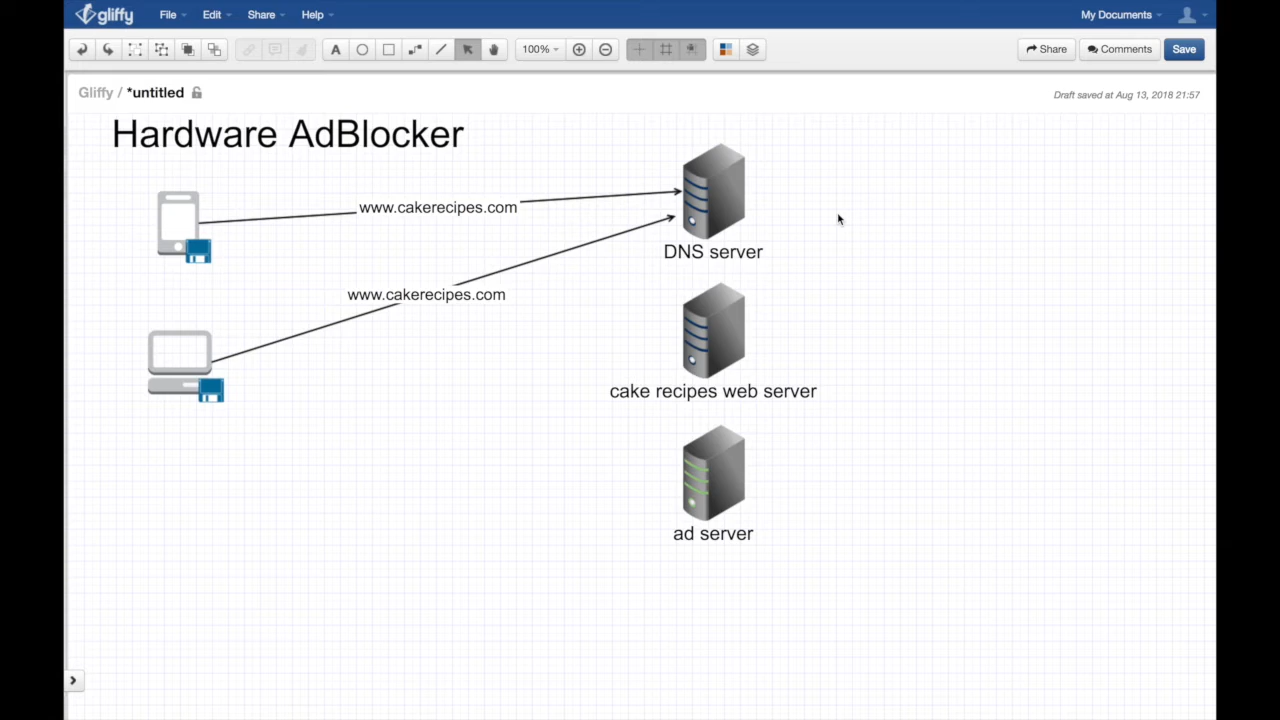 gliffy File Edit Share Help My Documents
A 100% Share Comments Save
Gliffy / *untitled
Draft saved at Aug 13, 2018 21:57
Hardware AdBlocker
www.cakerecipes.com
DNS server
www.cakerecipes.com
cake recipes web server
ad server